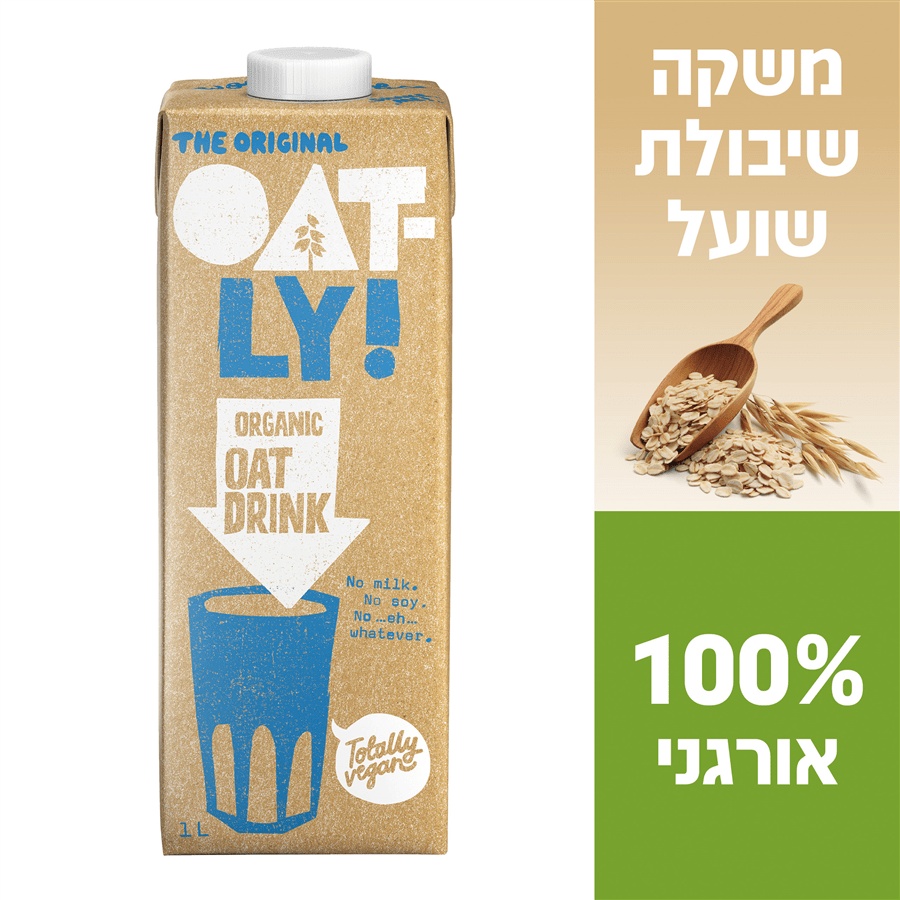 THE ORIGINAL
OAT-
LY!
ORGANIC
OAT
DRINK
No milk.
No soy.
No ...eh...
whatever.
Totally
vegan
1 L
משקה
שיבולת
שועל
100%
אורגני